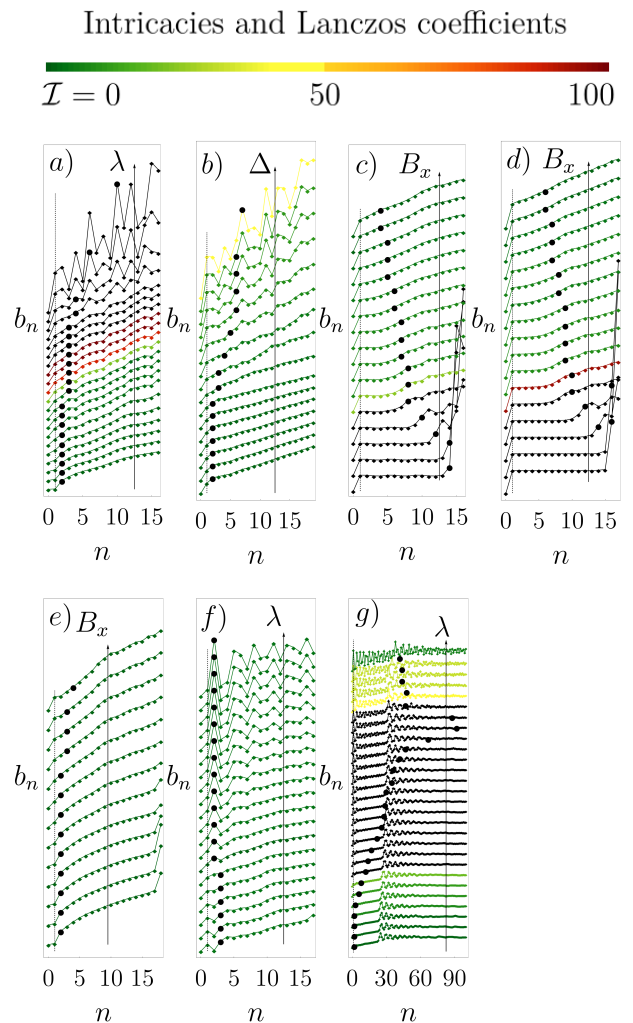 Intricacies and Lanczos coefficients
ℐ = 0 50 100
a) λ b) Δ c) B_x d) B_x
b_n b_n b_n b_n
0 5 10 15 0 5 10 15 0 5 10 15 0 5 10 15
n n n n
e) B_x f) λ g) λ
b_n b_n b_n
0 5 10 15 0 5 10 15 0 30 60 90
n n n